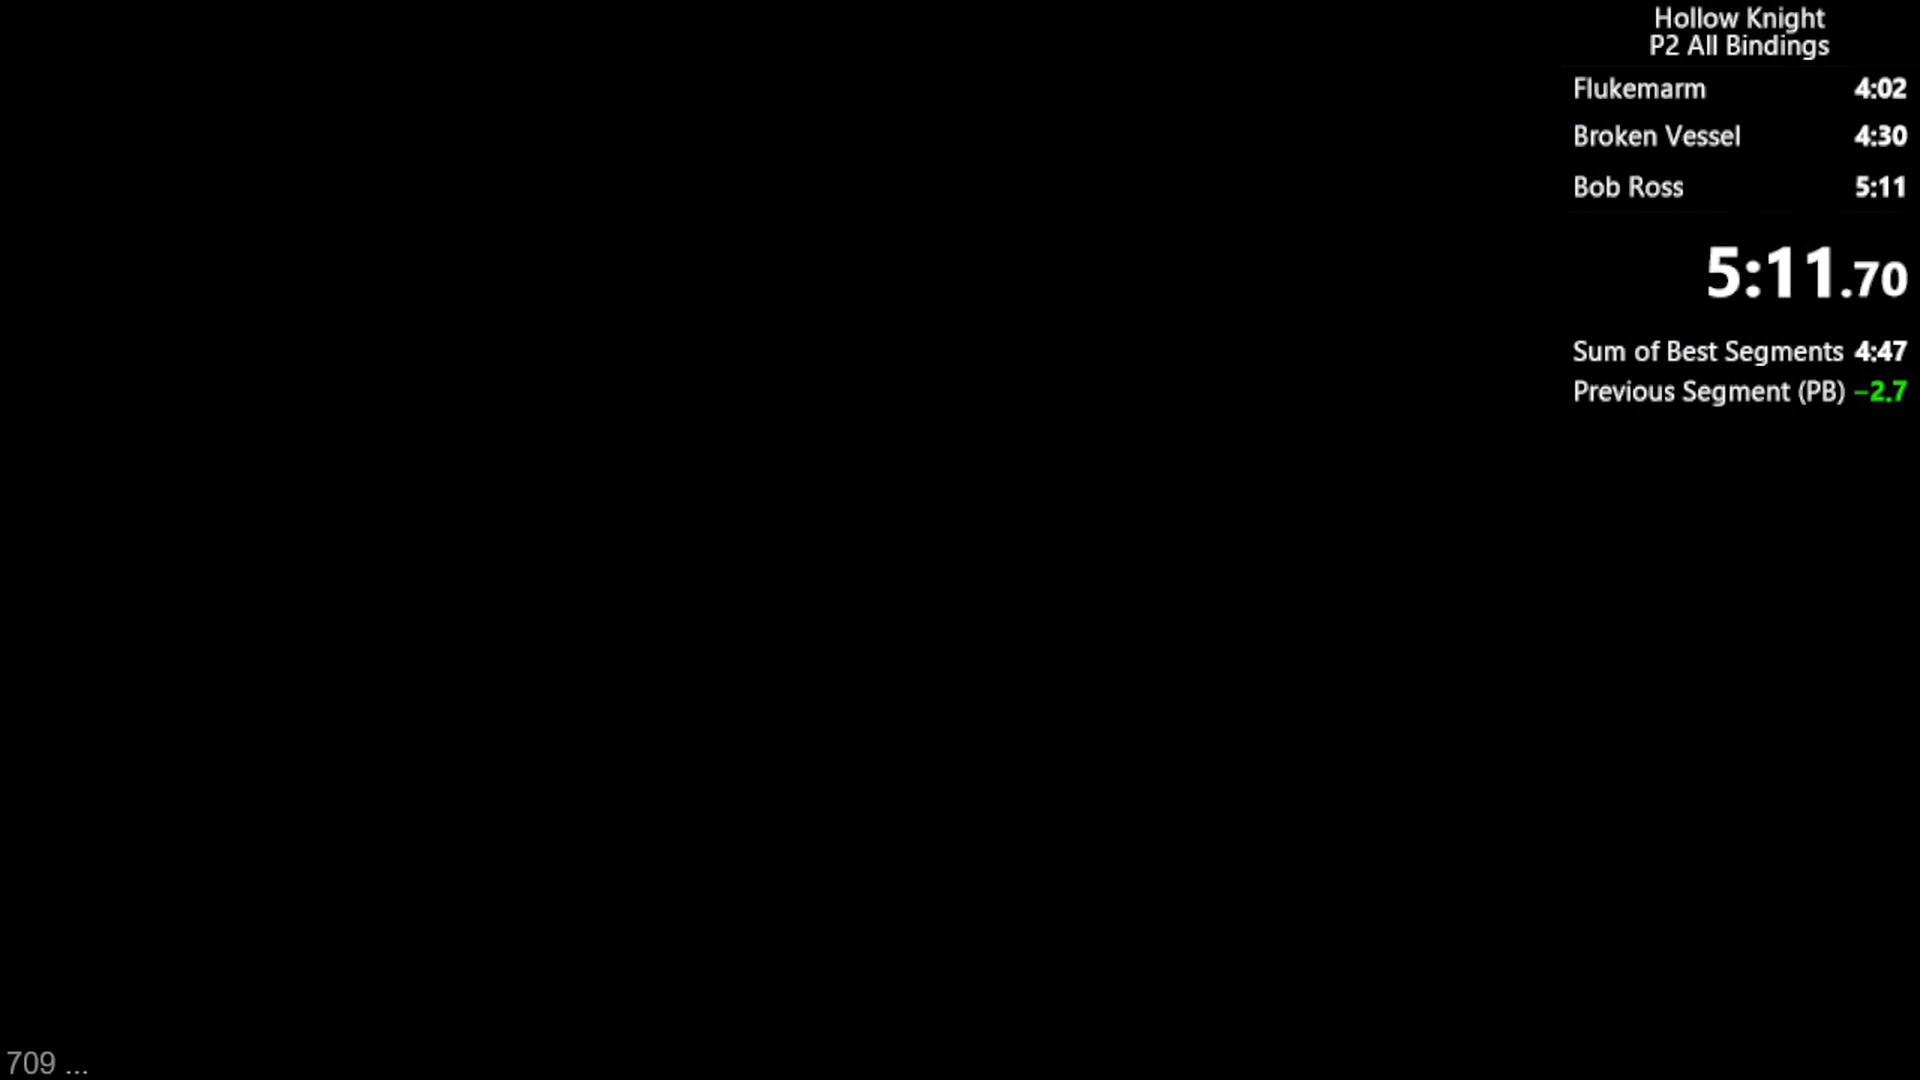 Hollow Knight
P2 All Bindings
Flukemarm 4:02
Broken Vessel 4:30
Bob Ross 5:11
5:11.70
Sum of Best Segments 4:47
Previous Segment (PB) −2.7
709 ...